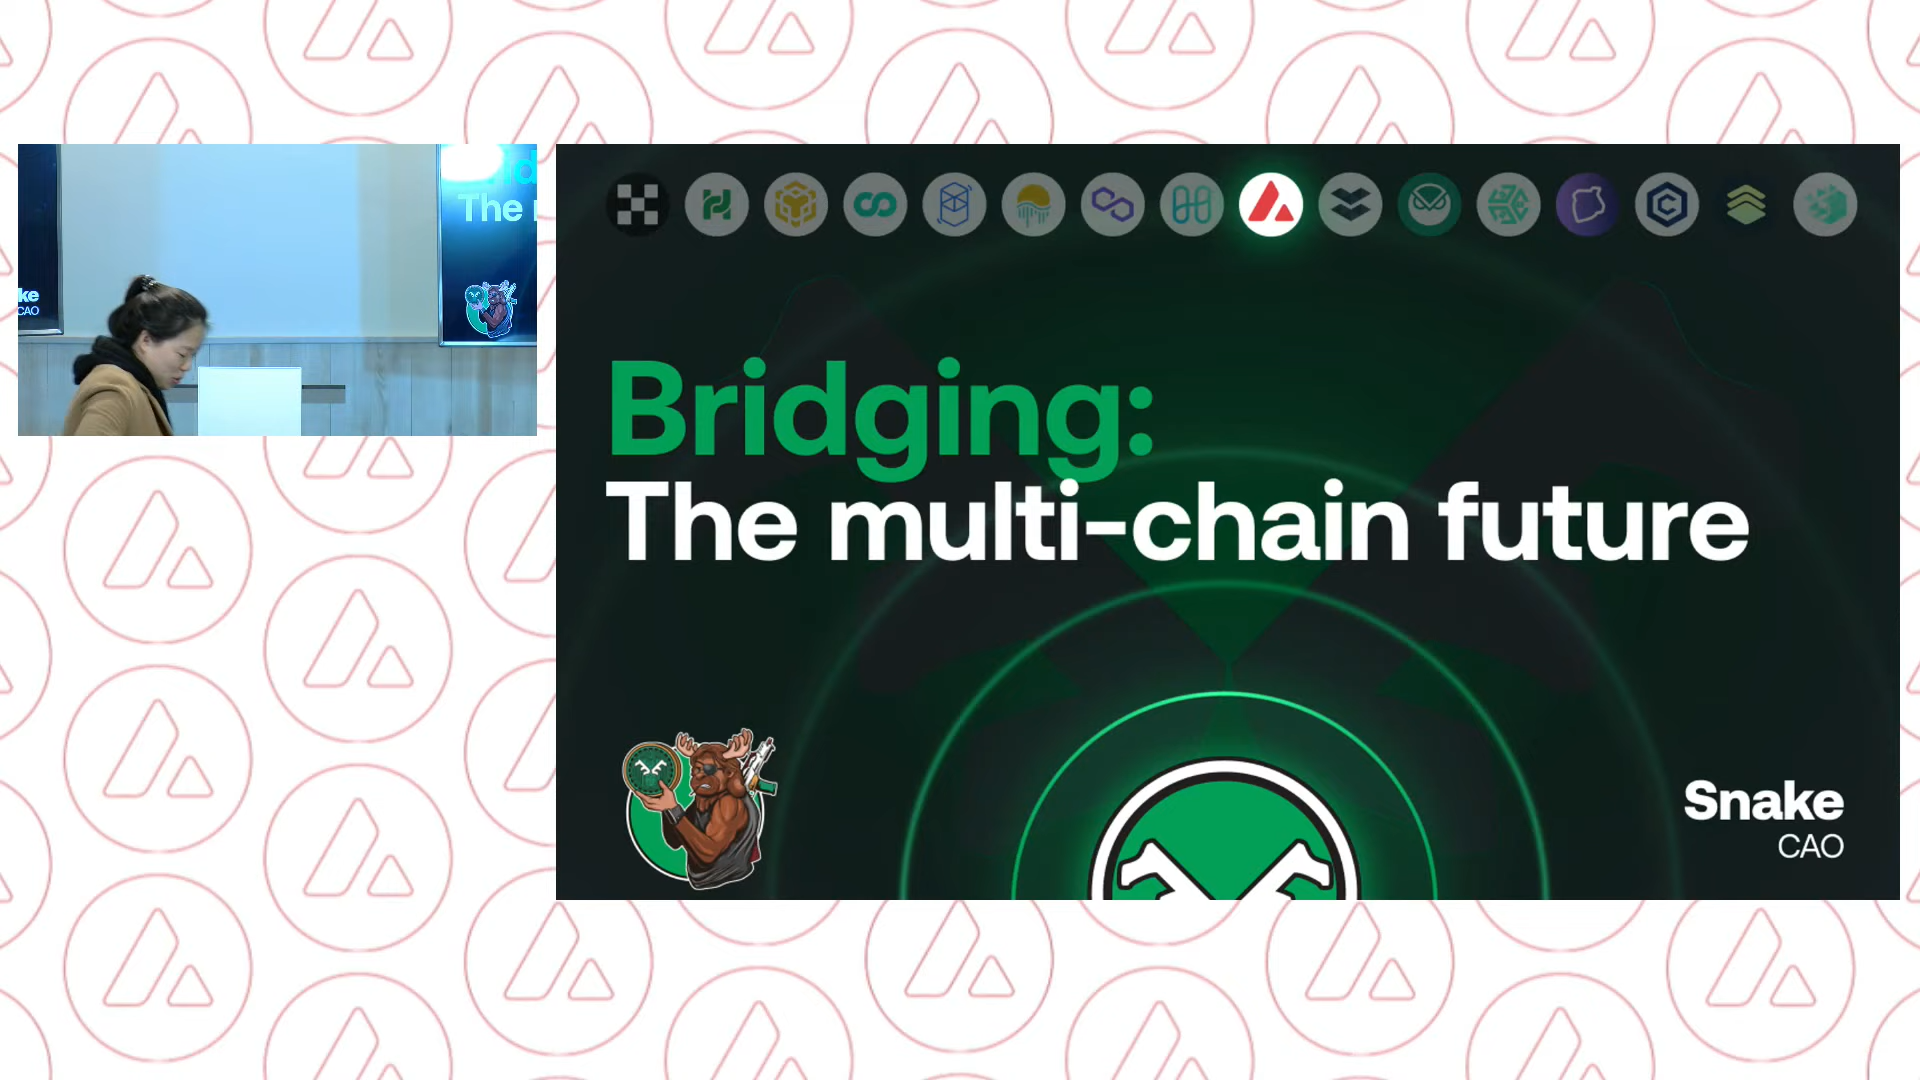 Bridging:
The multi-chain future
Snake
CAO
The
ke
CAO